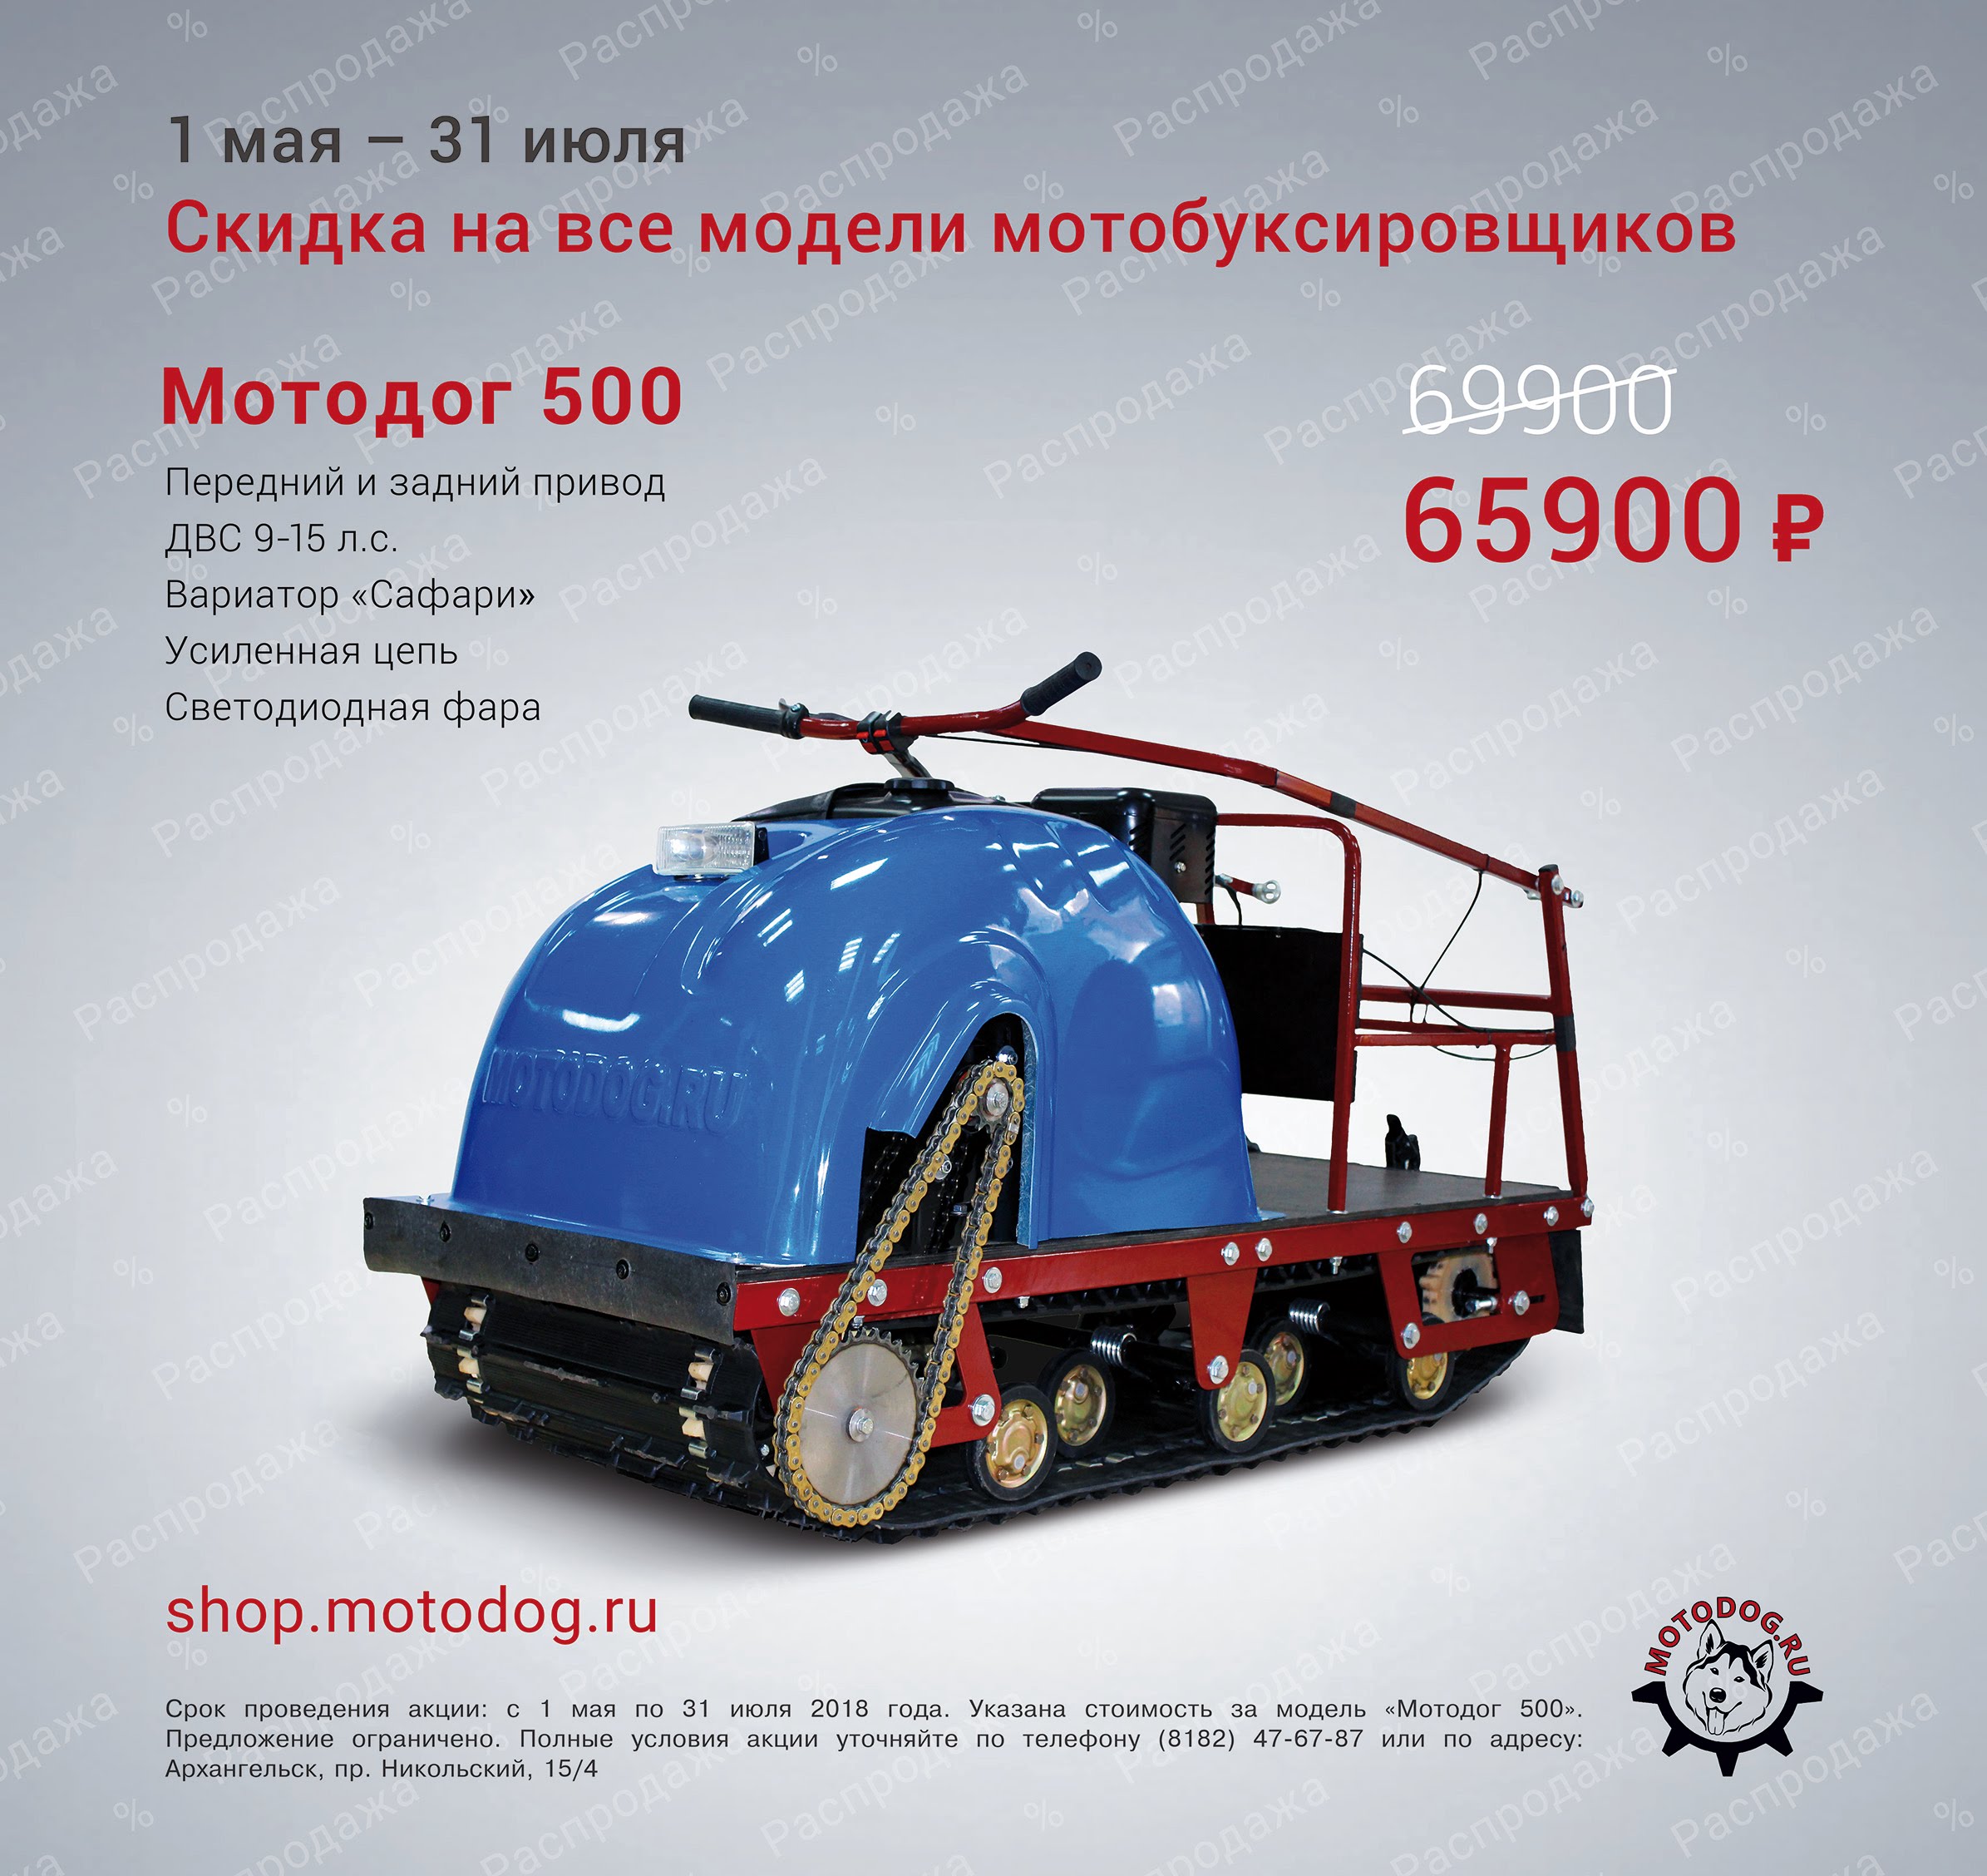 1 мая – 31 июля
Скидка на все модели мотобуксировщиков
Мотодог 500
69900
65900 ₽
Передний и задний привод
ДВС 9-15 л.с.
Вариатор «Сафари»
Усиленная цепь
Светодиодная фара
MOTODOG.RU
shop.motodog.ru
MOTODOG.RU
Срок проведения акции: с 1 мая по 31 июля 2018 года. Указана стоимость за модель «Мотодог 500».
Предложение ограничено. Полные условия акции уточняйте по телефону (8182) 47-67-87 или по адресу:
Архангельск, пр. Никольский, 15/4
Распродажа %